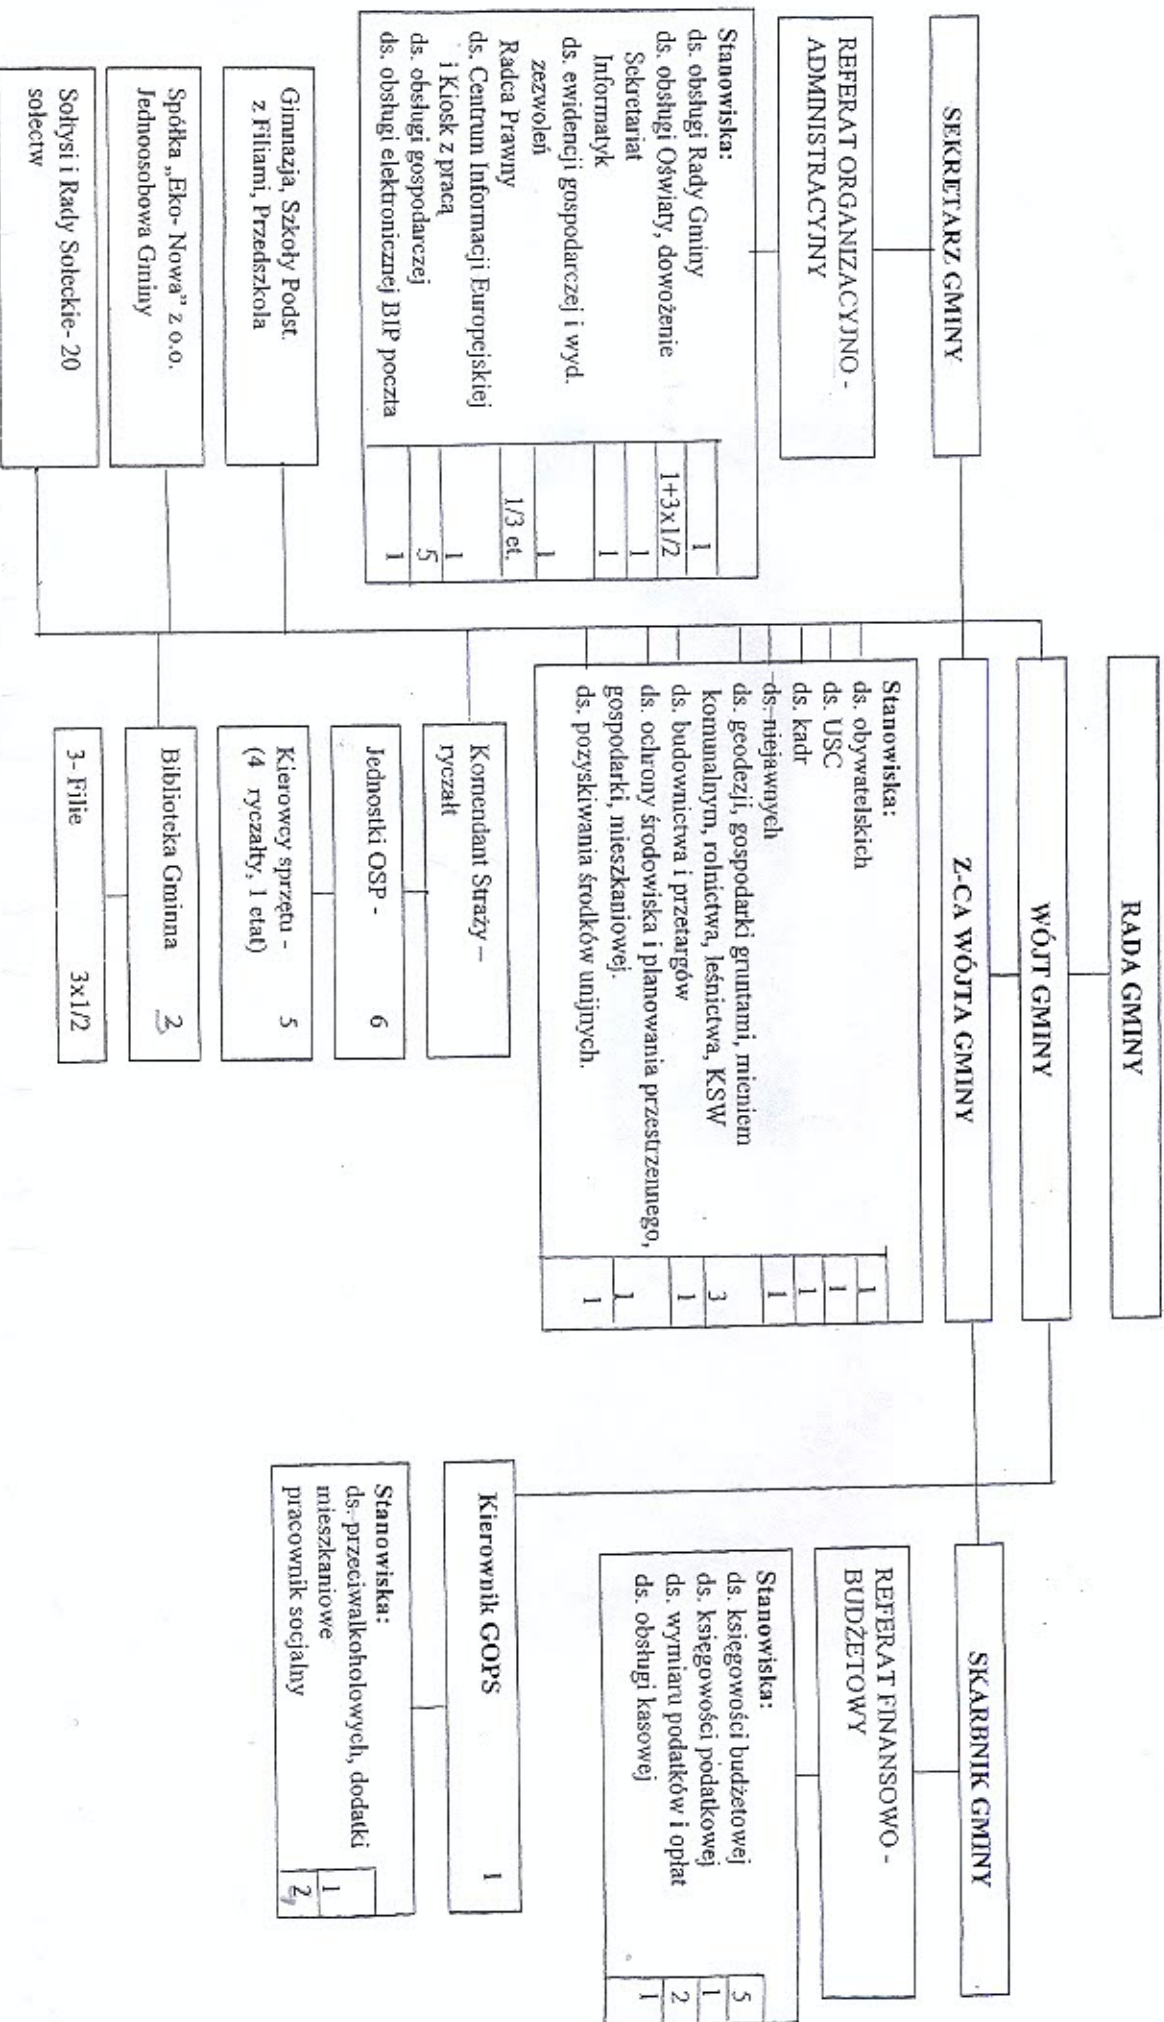 RADA GMINY
WÓJT GMINY
Z-CA WÓJTA GMINY
SEKRETARZ GMINY
REFERAT ORGANIZACYJNO -
ADMINISTRACYJNY
Stanowiska:
ds. obsługi Rady Gminy 1
ds. obsługi Oświaty, dowożenie 1+3x1/2
Sekretariat 1
Informatyk 1
ds. ewidencji gospodarczej i wyd.
zezwoleń 1
Radca Prawny 1/3 et.
ds. Centrum Informacji Europejskiej
i Kiosk z pracą 1
ds. obsługi gospodarczej 5
ds. obsługi elektronicznej BIP poczta 1
Gimnazja, Szkoły Podst.
z Filiami, Przedszkola
Spółka „Eko- Nowa” z o.o.
Jednoosobowa Gminy
Sołtysi i Rady Sołeckie- 20
sołectw
Stanowiska:
ds. obywatelskich 1
ds. USC 1
ds. kadr 1
ds. niejawnych 1
ds. geodezji, gospodarki gruntami, mieniem
komunalnym, rolnictwa, leśnictwa, KSW 3
ds. budownictwa i przetargów 1
ds. ochrony środowiska i planowania przestrzennego,
gospodarki, mieszkaniowej. 1
ds. pozyskiwania środków unijnych. 1
Komendant Straży –
ryczałt
Jednostki OSP - 6
Kierowcy sprzętu - 5
(4 ryczałty, 1 etat)
Biblioteka Gminna 2
3- Filie 3x1/2
SKARBNIK GMINY
REFERAT FINANSOWO -
BUDŻETOWY
Stanowiska:
ds. księgowości budżetowej 5
ds. księgowości podatkowej 1
ds. wymiaru podatków i opłat 2
ds. obsługi kasowej 1
Kierownik GOPS 1
Stanowiska:
ds. przeciwalkoholowych, dodatki
mieszkaniowe 1
pracownik socjalny 2